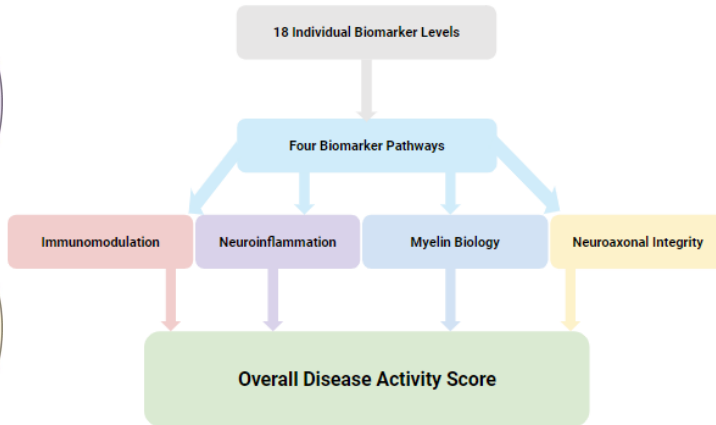 18 Individual Biomarker Levels
Four Biomarker Pathways
Immunomodulation
Neuroinflammation
Myelin Biology
Neuroaxonal Integrity
Overall Disease Activity Score